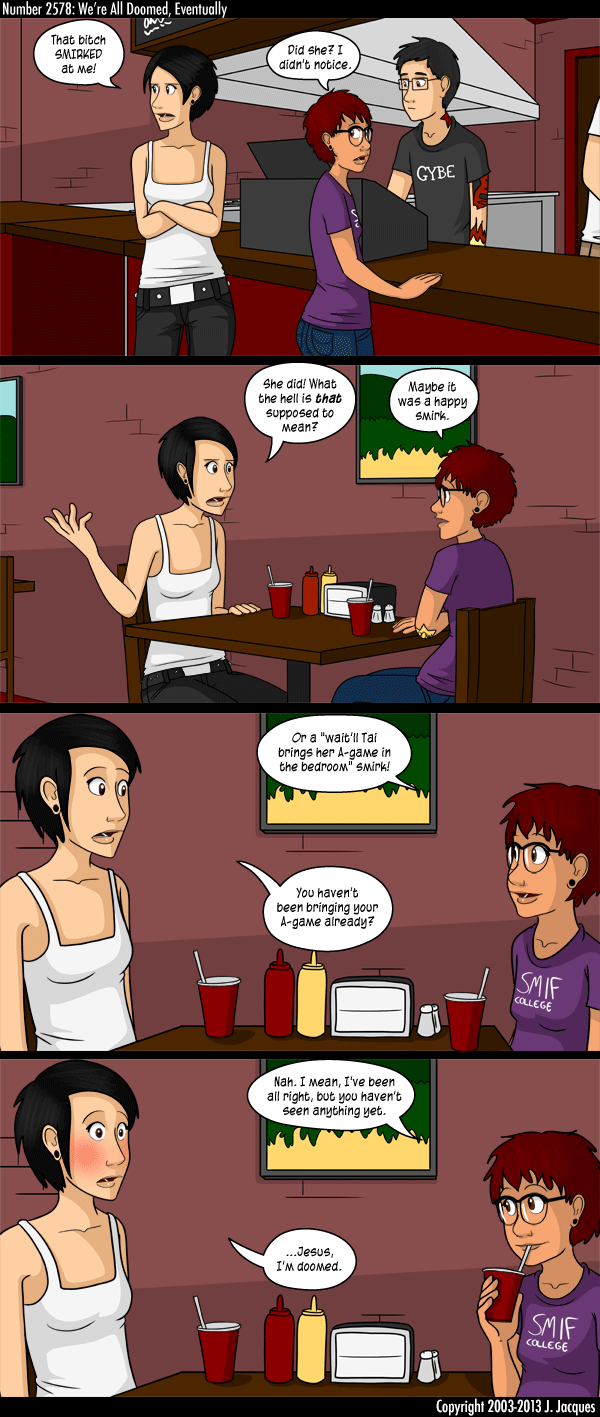 Number 2578: We're All Doomed, Eventually
That bitch
SMIRKED
at me!
Did she? I
didn't notice.
GYBE
She did! What
the hell is that
supposed to
mean?
Maybe it
was a happy
smirk.
Or a "wait'll Tai
brings her A-game in
the bedroom" smirk!
You haven't
been bringing your
A-game already?
SMIF
COLLEGE
Nah. I mean, I've been
all right, but you haven't
seen anything yet.
...Jesus,
I'm doomed.
SMIF
COLLEGE
Copyright 2003-2013 J. Jacques